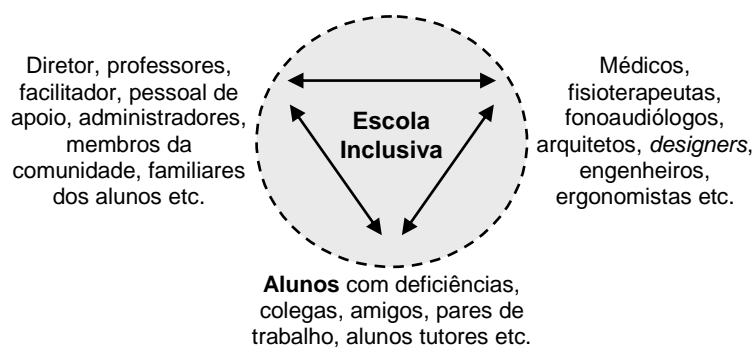 Diretor, professores,
facilitador, pessoal de
apoio, administradores,
membros da
comunidade, familiares
dos alunos etc.
Escola
Inclusiva
Médicos,
fisioterapeutas,
fonoaudiólogos,
arquitetos, designers,
engenheiros,
ergonomistas etc.
Alunos com deficiências,
colegas, amigos, pares de
trabalho, alunos tutores etc.